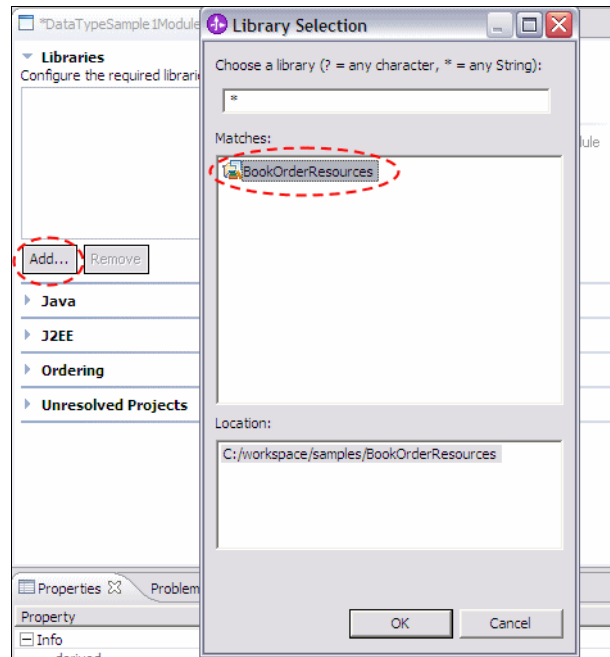 *DataTypeSample1Module
Libraries
Configure the required librari
Add...
Remove
Java
J2EE
Ordering
Unresolved Projects
Properties
Problem
Property
Info
derived
Library Selection
Choose a library (? = any character, * = any String):
*
Matches:
BookOrderResources
Location:
C:/workspace/samples/BookOrderResources
OK
Cancel
dule